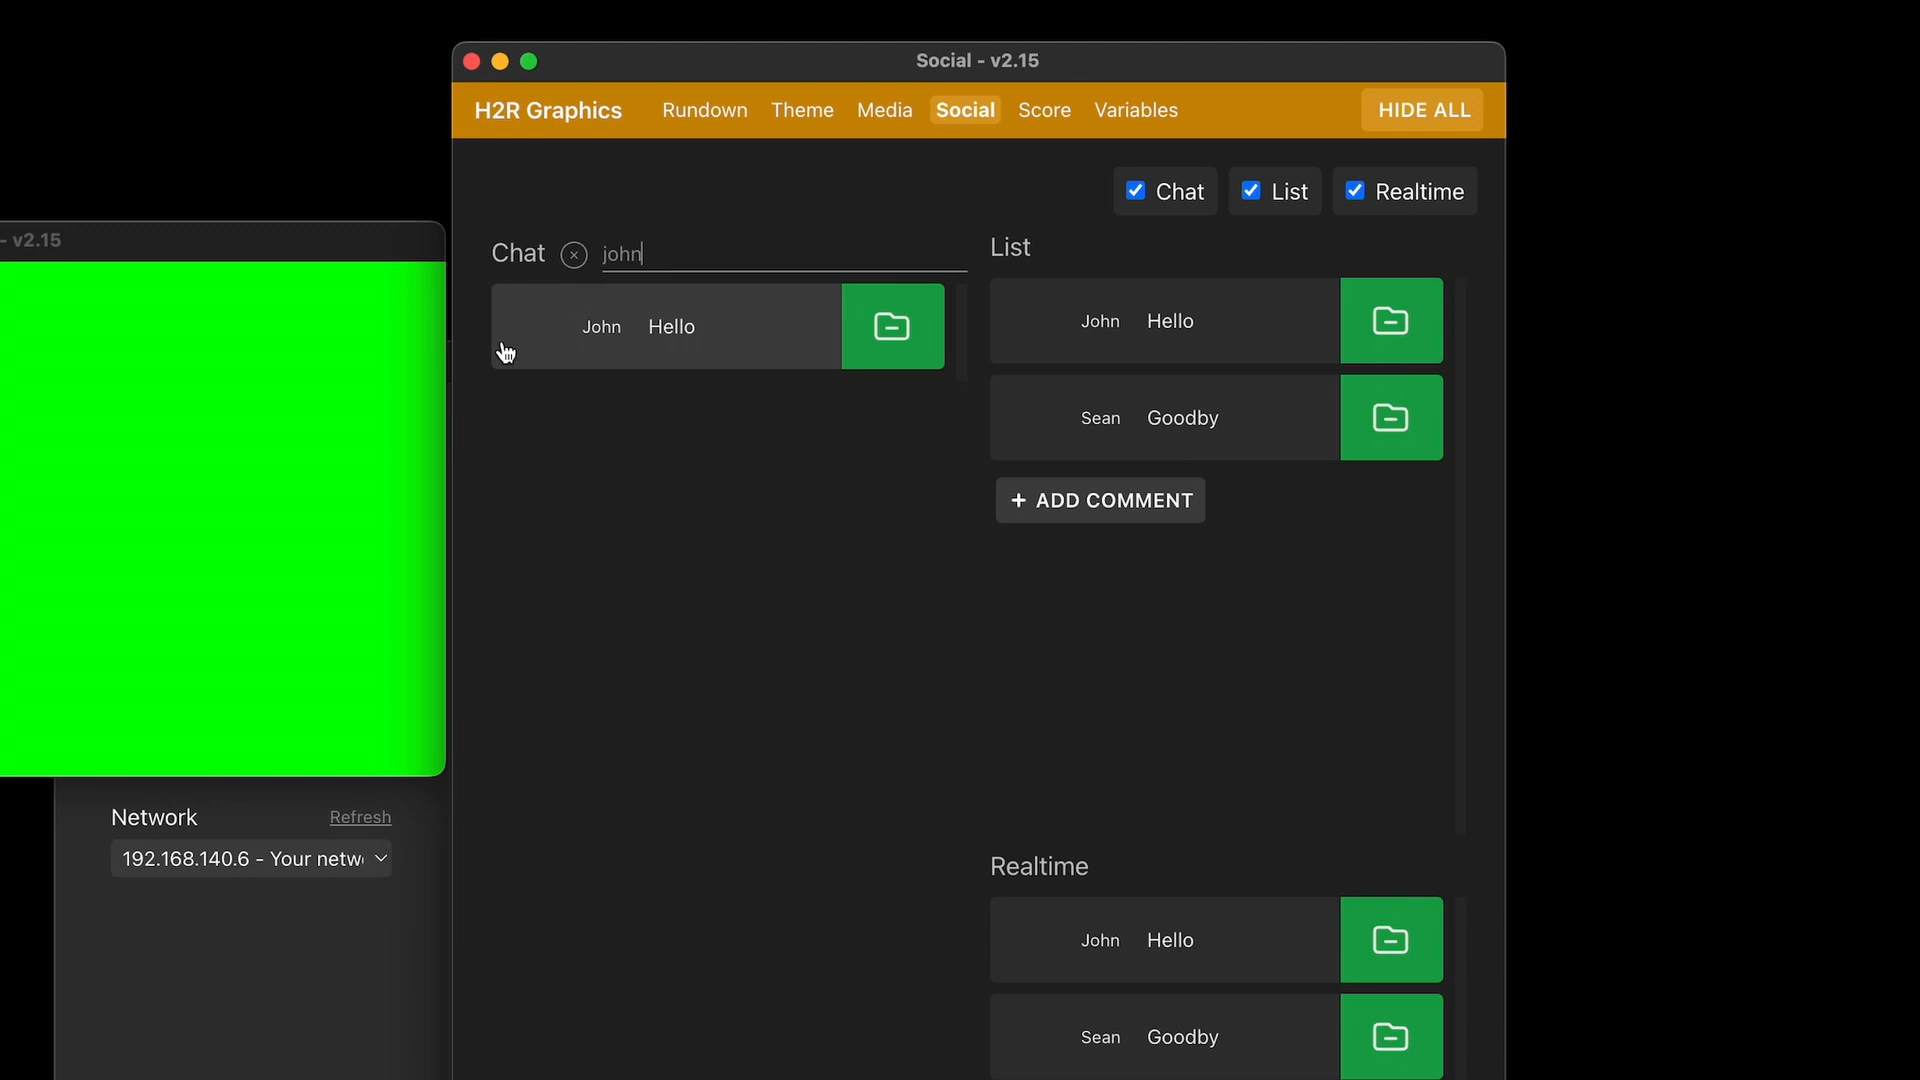 Social - v2.15
H2R Graphics Rundown Theme Media Social Score Variables HIDE ALL
Chat List Realtime
- v2.15
Chat john
John Hello
List
John Hello
Sean Goodby
+ ADD COMMENT
Network Refresh
192.168.140.6 - Your netw
Realtime
John Hello
Sean Goodby